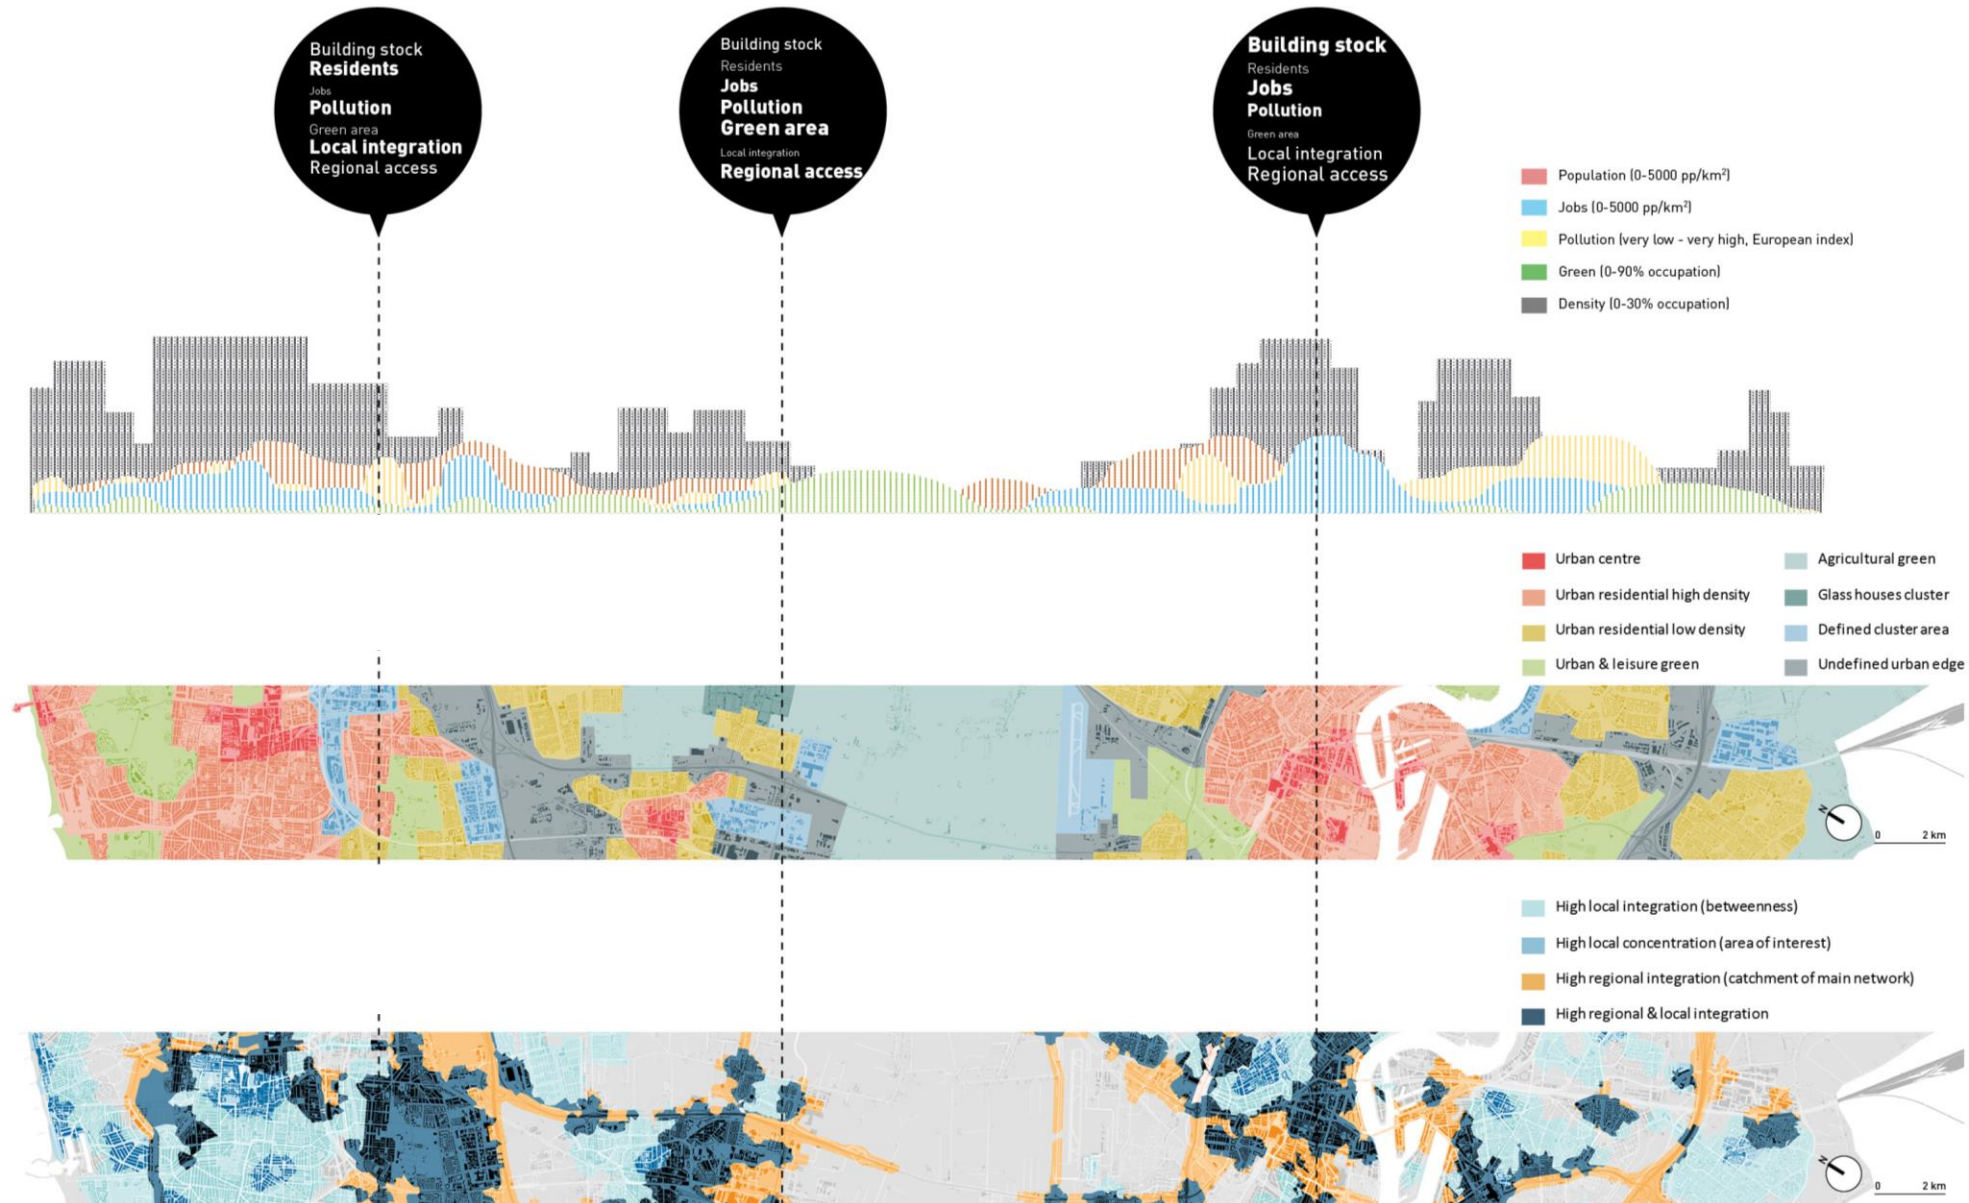 Building stock
Residents
Jobs
Pollution
Green area
Local integration
Regional access
Building stock
Residents
Jobs
Pollution
Green area
Local integration
Regional access
Building stock
Residents
Jobs
Pollution
Green area
Local integration
Regional access
Population (0-5000 pp/km²)
Jobs (0-5000 pp/km²)
Pollution (very low - very high, European index)
Green (0-90% occupation)
Density (0-30% occupation)
Urban centre
Urban residential high density
Urban residential low density
Urban & leisure green
Agricultural green
Glass houses cluster
Defined cluster area
Undefined urban edge
N
0 2 km
High local integration (betweenness)
High local concentration (area of interest)
High regional integration (catchment of main network)
High regional & local integration
N
0 2 km